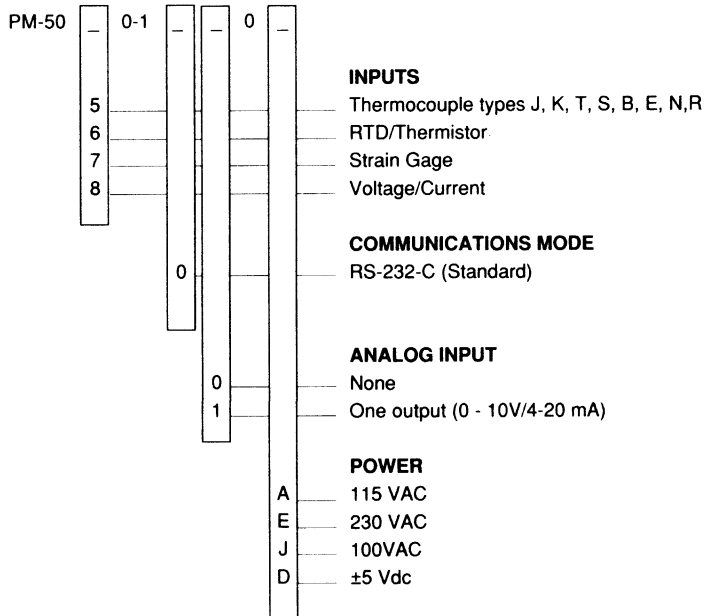 PM-50 _ 0-1 _ _ 0 _
INPUTS
5 Thermocouple types J, K, T, S, B, E, N,R
6 RTD/Thermistor
7 Strain Gage
8 Voltage/Current
COMMUNICATIONS MODE
0 RS-232-C (Standard)
ANALOG INPUT
0 None
1 One output (0 - 10V/4-20 mA)
POWER
A 115 VAC
E 230 VAC
J 100VAC
D ±5 Vdc